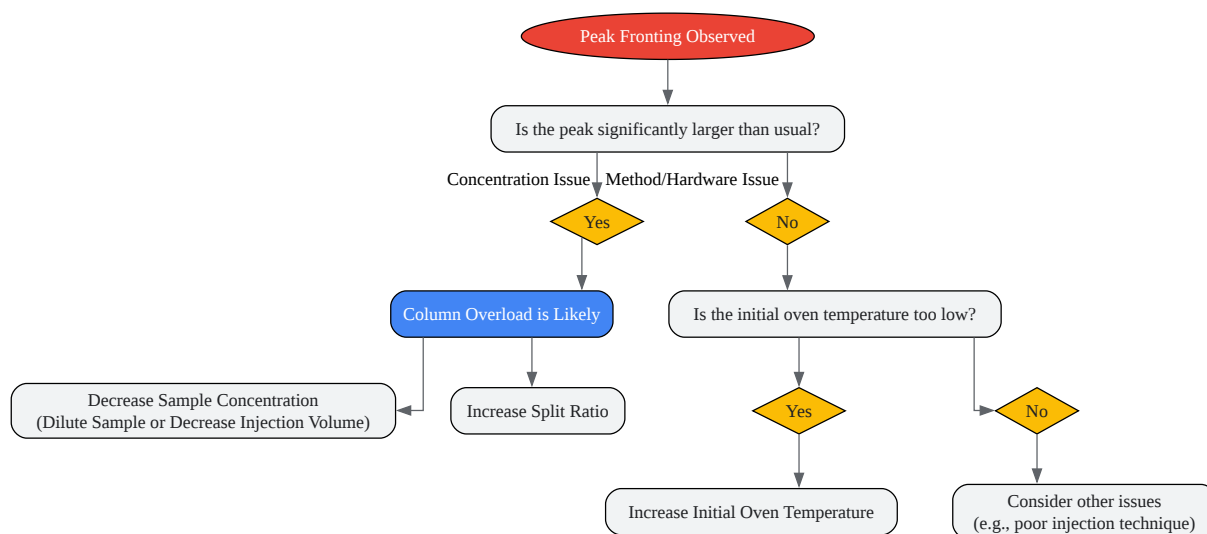 Peak Fronting Observed
Is the peak significantly larger than usual?
Concentration Issue
Method/Hardware Issue
Yes
No
Column Overload is Likely
Is the initial oven temperature too low?
Decrease Sample Concentration
(Dilute Sample or Decrease Injection Volume)
Increase Split Ratio
Yes
No
Increase Initial Oven Temperature
Consider other issues
(e.g., poor injection technique)